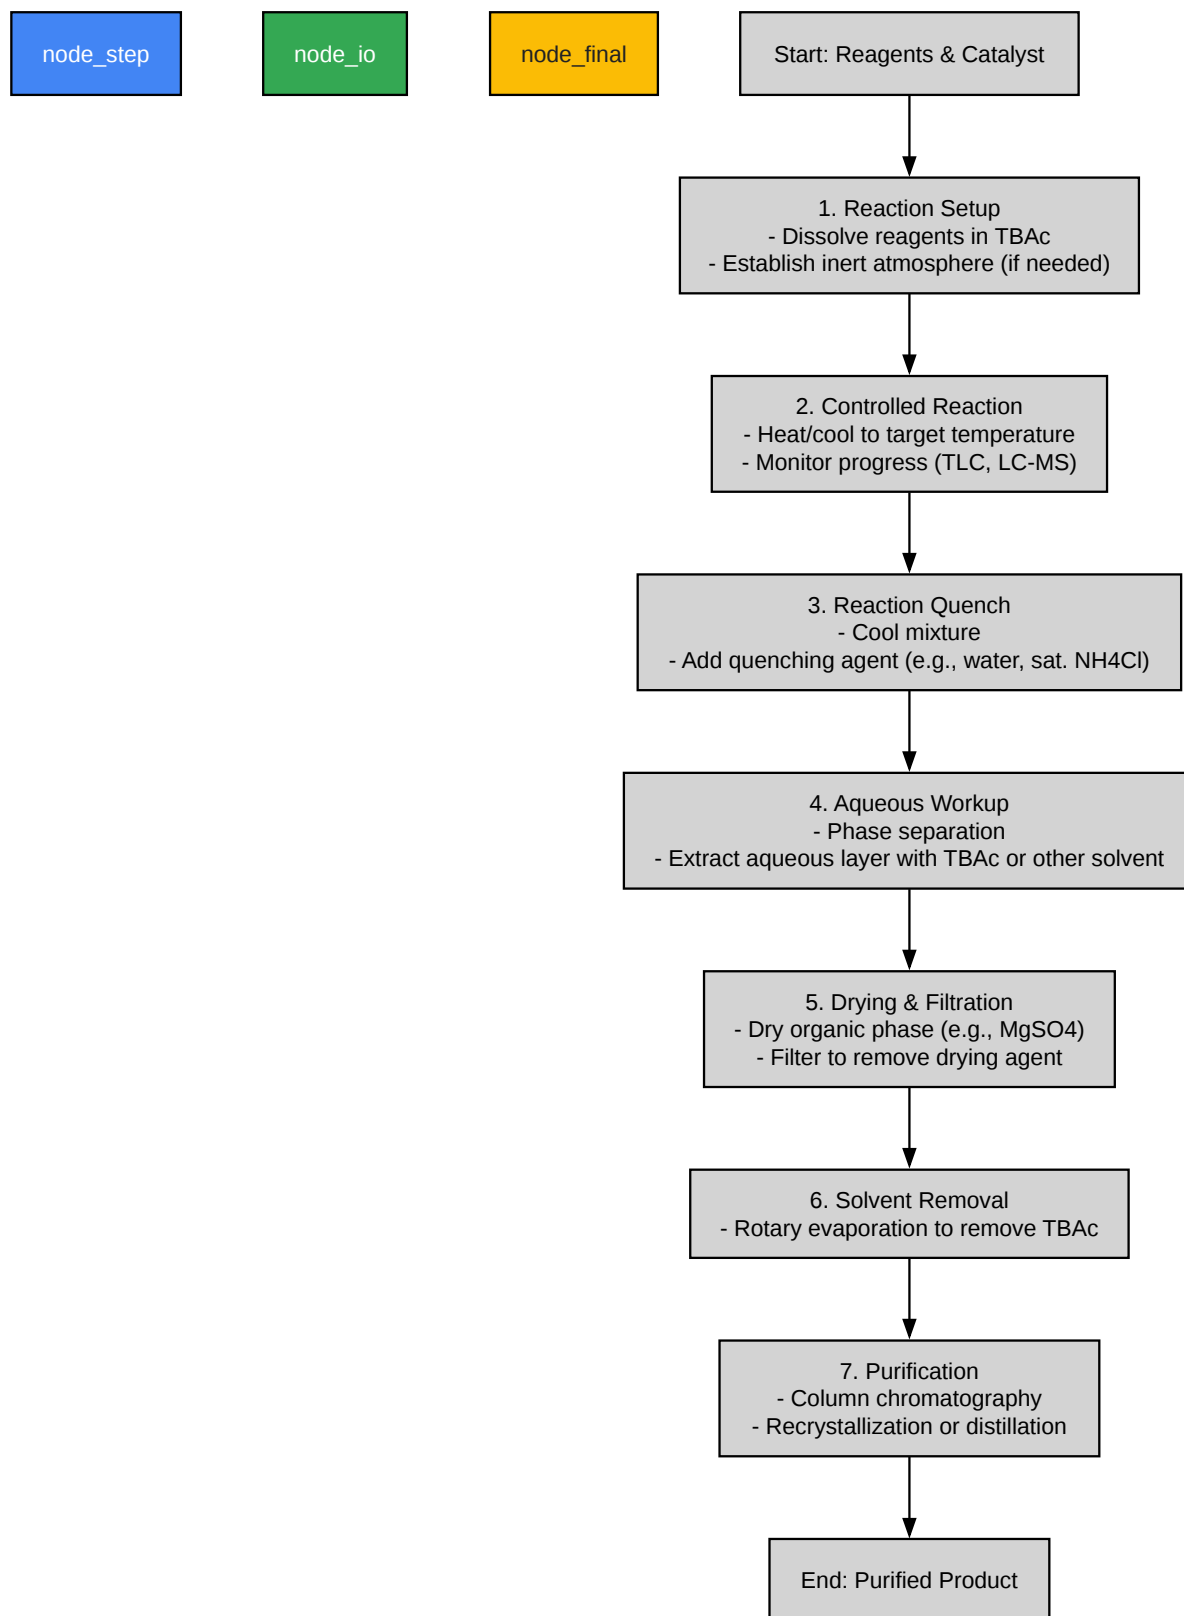 node_step
node_io
node_final
Start: Reagents & Catalyst
1. Reaction Setup
- Dissolve reagents in TBAc
- Establish inert atmosphere (if needed)
2. Controlled Reaction
- Heat/cool to target temperature
- Monitor progress (TLC, LC-MS)
3. Reaction Quench
- Cool mixture
- Add quenching agent (e.g., water, sat. NH4Cl)
4. Aqueous Workup
- Phase separation
- Extract aqueous layer with TBAc or other solvent
5. Drying & Filtration
- Dry organic phase (e.g., MgSO4)
- Filter to remove drying agent
6. Solvent Removal
- Rotary evaporation to remove TBAc
7. Purification
- Column chromatography
- Recrystallization or distillation
End: Purified Product